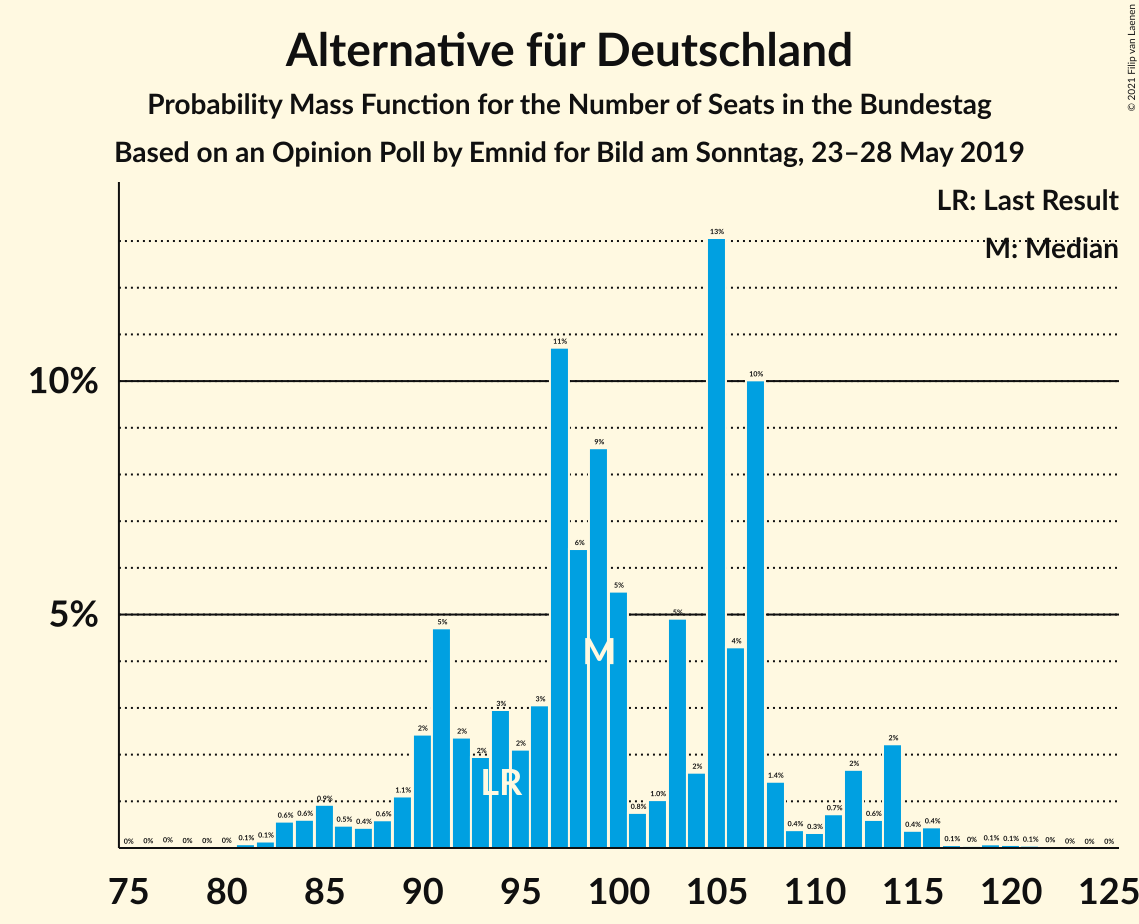 Alternative für Deutschland
Probability Mass Function for the Number of Seats in the Bundestag
Based on an Opinion Poll by Emnid for Bild am Sonntag, 23–28 May 2019
© 2021 Filip van Laenen
LR: Last Result
M: Median
10%
5%
0% 0% 0% 0% 0% 0% 0.1% 0.1% 0.6% 0.6% 0.9% 0.5% 0.4% 0.6% 1.1% 2% 5% 2% 2% 3% 2% 3% 11% 6% 9% 5% 0.8% 1.0% 5% 2% 13% 4% 10% 1.4% 0.4% 0.3% 0.7% 2% 0.6% 2% 0.4% 0.4% 0.1% 0% 0.1% 0.1% 0.1% 0% 0% 0% 0%
M
LR
75 80 85 90 95 100 105 110 115 120 125